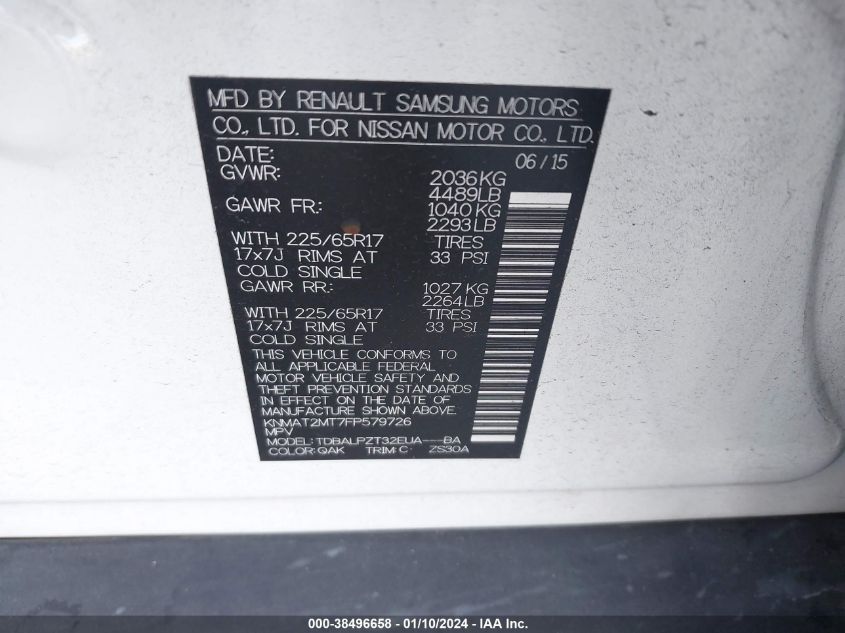 MFD BY RENAULT SAMSUNG MOTORS
CO., LTD. FOR NISSAN MOTOR CO., LTD.
DATE: 06/15
GVWR: 2036KG
4489LB
GAWR FR.: 1040KG
2293LB
WITH 225/65R17 TIRES
17x7J RIMS AT 33 PSI
COLD SINGLE
GAWR RR.: 1027KG
2264LB
WITH 225/65R17 TIRES
17x7J RIMS AT 33 PSI
COLD SINGLE
THIS VEHICLE CONFORMS TO
ALL APPLICABLE FEDERAL
MOTOR VEHICLE SAFETY AND
THEFT PREVENTION STANDARDS
IN EFFECT ON THE DATE OF
MANUFACTURE SHOWN ABOVE.
KNMAT2MT7FP579726
MPV
MODEL: TDBALPZT32EUA---BA
COLOR: QAK TRIM: C ZS30A
000-38496658 - 01/10/2024 - IAA Inc.